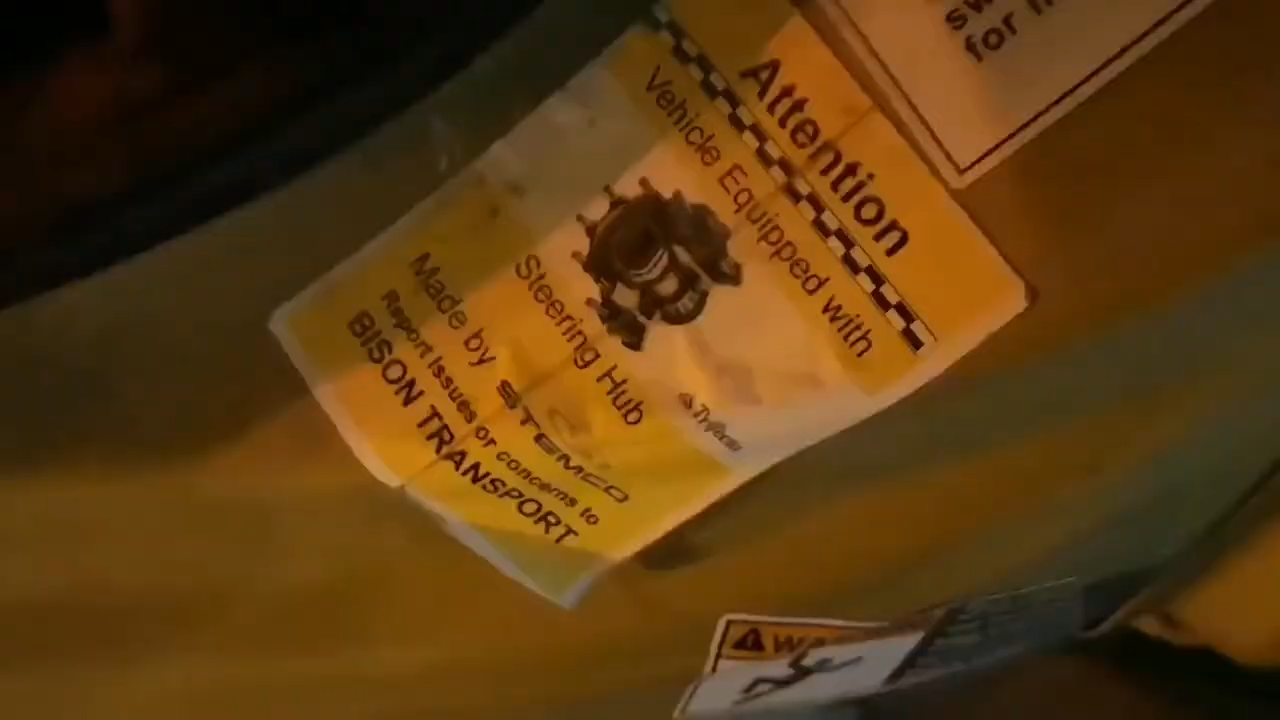 for
Attention
Vehicle Equipped with
Steering Hub
Made by STEMCO
Report Issues or concerns to
BISON TRANSPORT